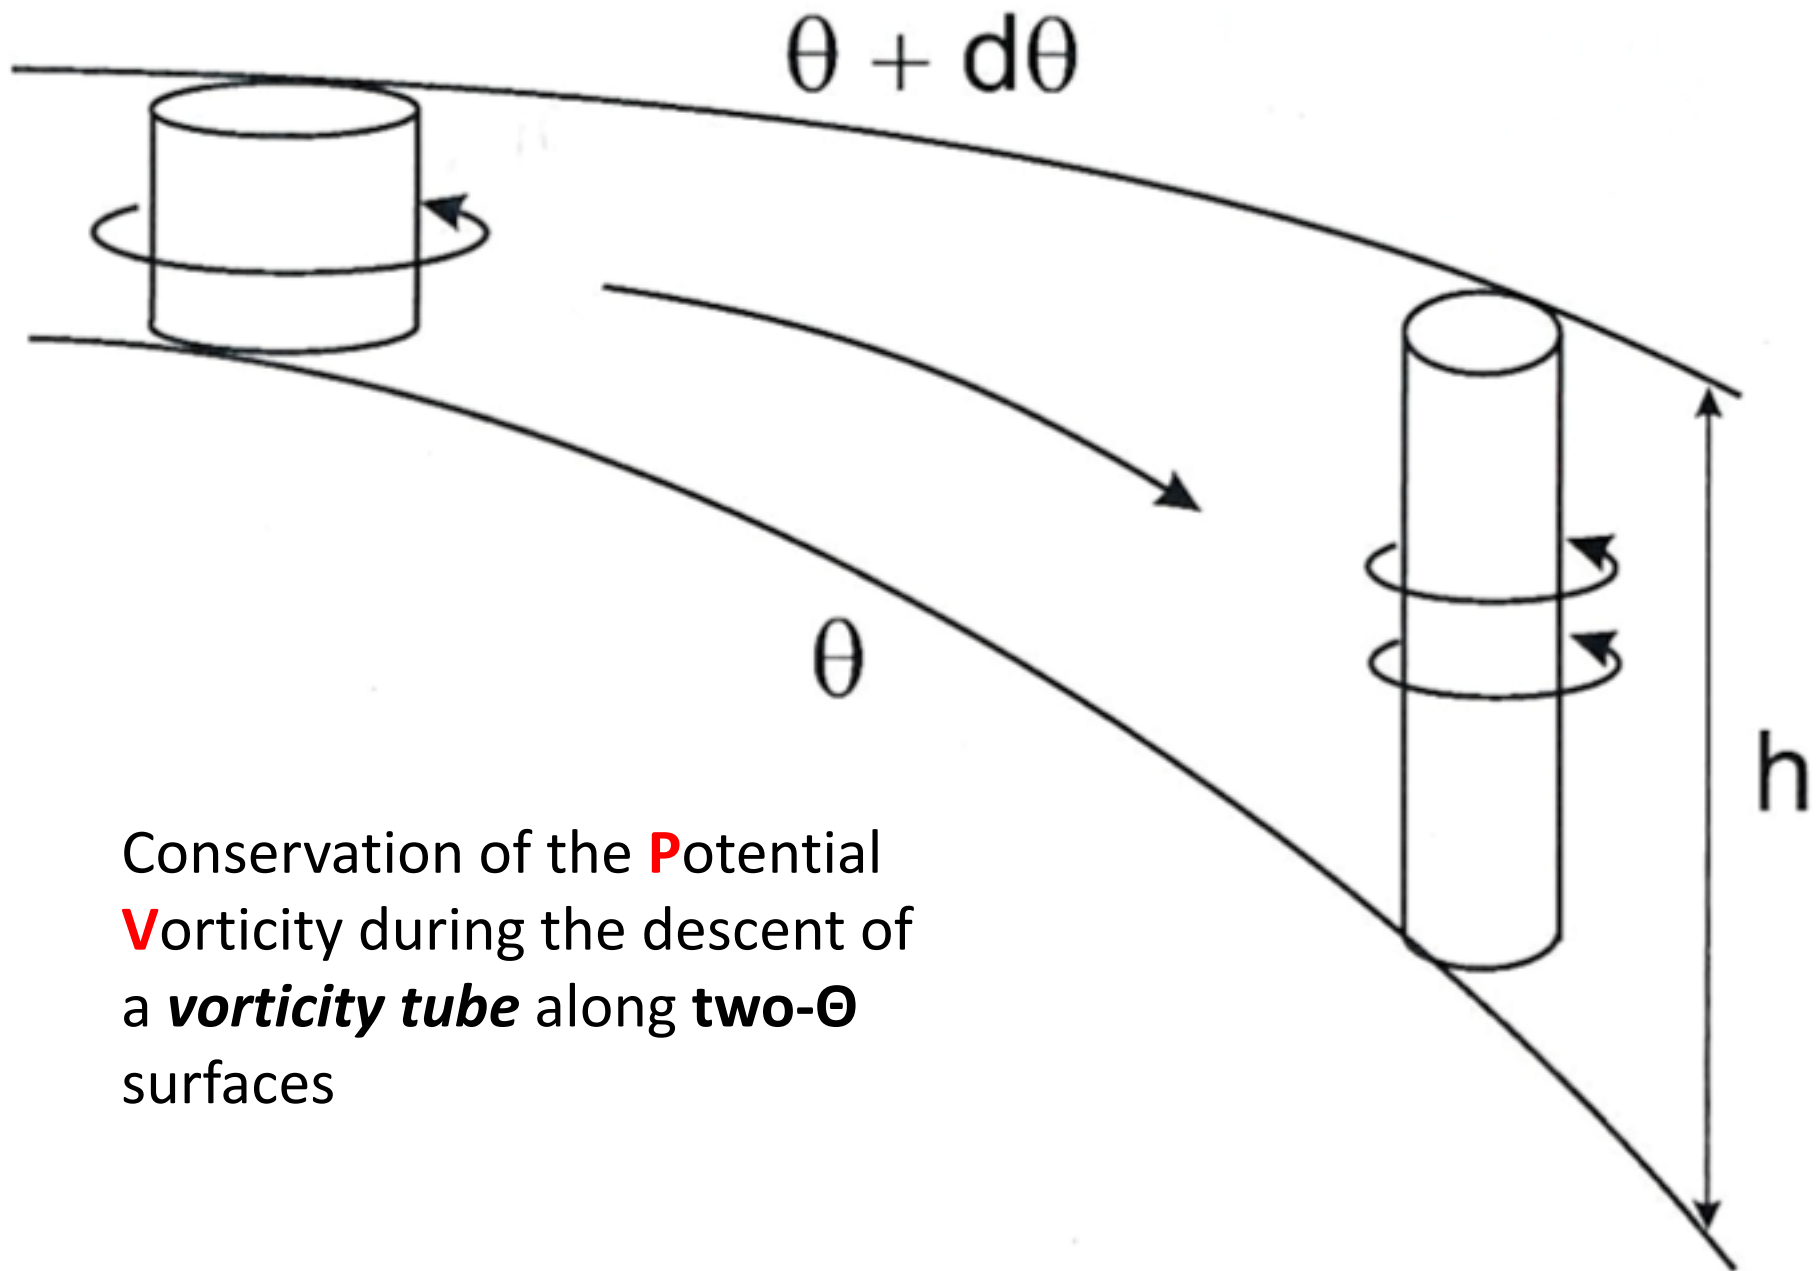 θ + dθ
θ
h
Conservation of the Potential
Vorticity during the descent of
a vorticity tube along two-Θ
surfaces